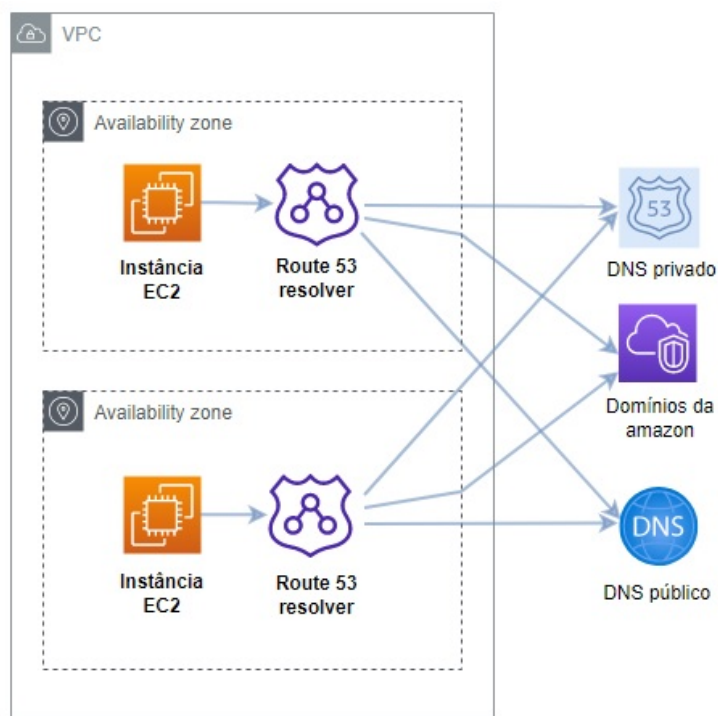 VPC
Availability zone
Instância
EC2
Route 53
resolver
53
DNS privado
Domínios da
amazon
Availability zone
Instância
EC2
Route 53
resolver
DNS
DNS público